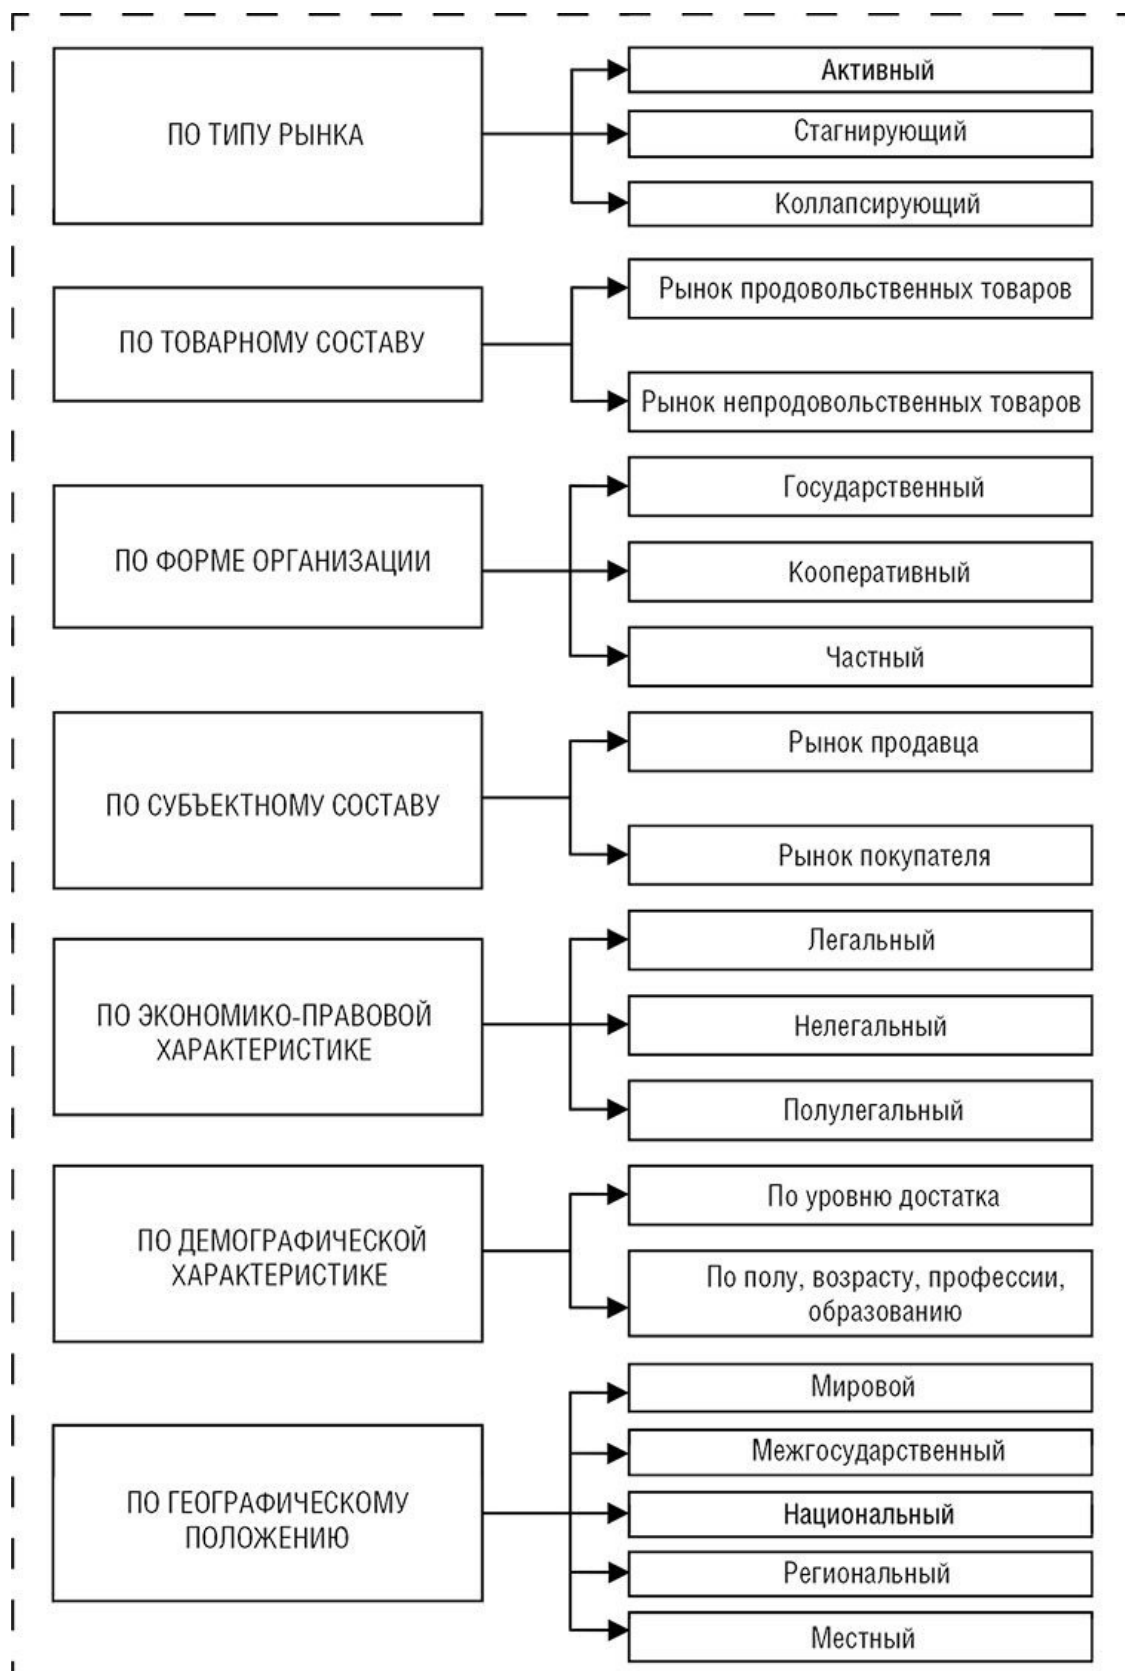 ПО ТИПУ РЫНКА
Активный
Стагнирующий
Коллапсирующий
ПО ТОВАРНОМУ СОСТАВУ
Рынок продовольственных товаров
Рынок непродовольственных товаров
ПО ФОРМЕ ОРГАНИЗАЦИИ
Государственный
Кооперативный
Частный
ПО СУБЪЕКТНОМУ СОСТАВУ
Рынок продавца
Рынок покупателя
ПО ЭКОНОМИКО-ПРАВОВОЙ
ХАРАКТЕРИСТИКЕ
Легальный
Нелегальный
Полулегальный
ПО ДЕМОГРАФИЧЕСКОЙ
ХАРАКТЕРИСТИКЕ
По уровню достатка
По полу, возрасту, профессии,
образованию
ПО ГЕОГРАФИЧЕСКОМУ
ПОЛОЖЕНИЮ
Мировой
Межгосударственный
Национальный
Региональный
Местный